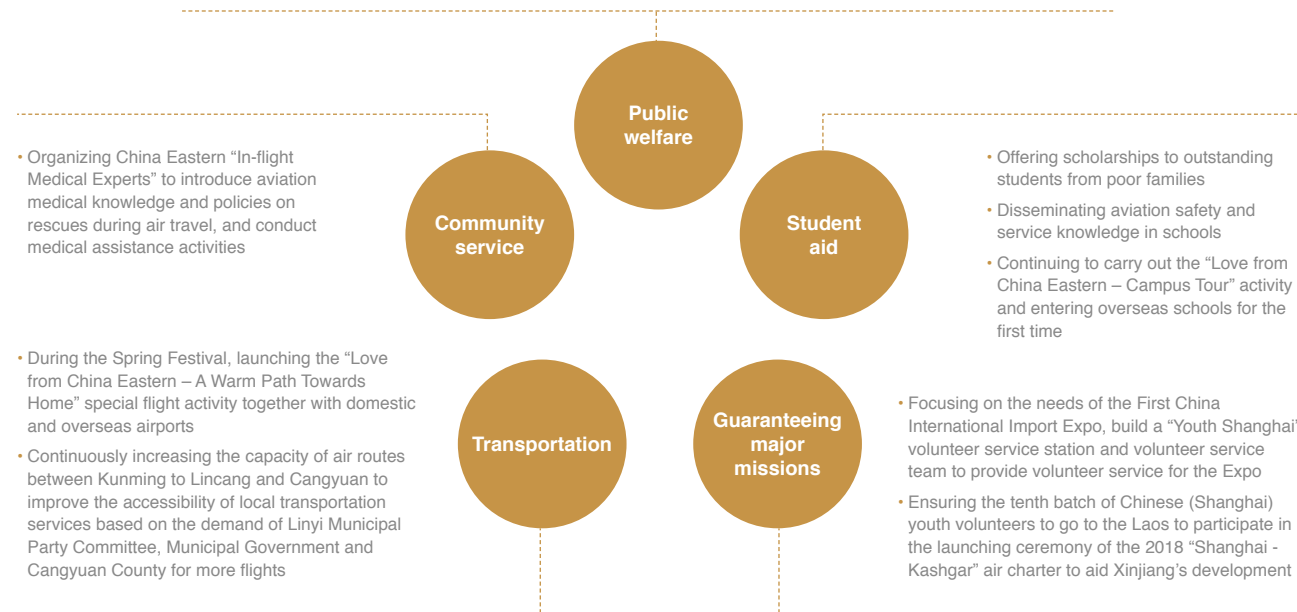 Public
welfare
• Organizing China Eastern “In-flight
Medical Experts” to introduce aviation
medical knowledge and policies on
rescues during air travel, and conduct
medical assistance activities
Community
service
Student
aid
• Offering scholarships to outstanding
students from poor families
• Disseminating aviation safety and
service knowledge in schools
• Continuing to carry out the “Love from
China Eastern – Campus Tour” activity
and entering overseas schools for the
first time
• During the Spring Festival, launching the “Love
from China Eastern – A Warm Path Towards
Home” special flight activity together with domestic
and overseas airports
• Continuously increasing the capacity of air routes
between Kunming to Lincang and Cangyuan to
improve the accessibility of local transportation
services based on the demand of Linyi Municipal
Party Committee, Municipal Government and
Cangyuan County for more flights
Transportation
Guaranteeing
major
missions
• Focusing on the needs of the First China
International Import Expo, build a “Youth Shanghai”
volunteer service station and volunteer service
team to provide volunteer service for the Expo
• Ensuring the tenth batch of Chinese (Shanghai)
youth volunteers to go to the Laos to participate in
the launching ceremony of the 2018 “Shanghai -
Kashgar” air charter to aid Xinjiang’s development